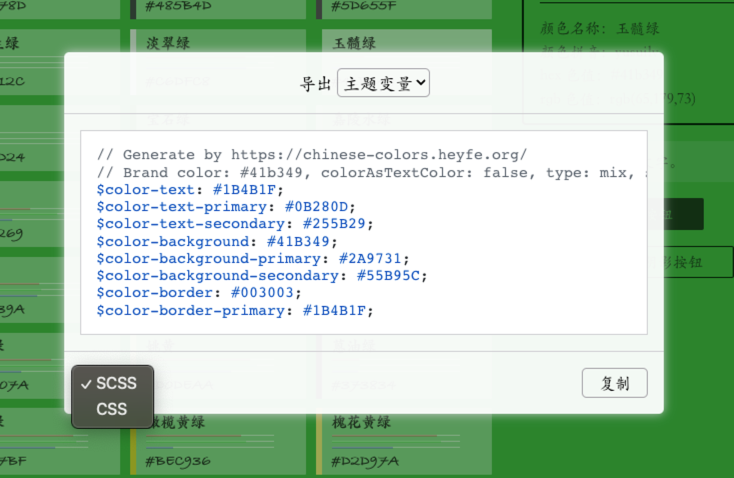 #485B4D
#5D655F
淡翠绿
玉髓绿
颜色名称: 玉髓绿
导出 主题变量
// Generate by https://chinese-colors.heyfe.org/
// Brand color: #41b349, colorAsTextColor: false, type: mix,
$color-text: #1B4B1F;
$color-text-primary: #0B280D;
$color-text-secondary: #255B29;
$color-background: #41B349;
$color-background-primary: #2A9731;
$color-background-secondary: #55B95C;
$color-border: #003003;
$color-border-primary: #1B4B1F;
✓ SCSS
CSS
复制
橄榄黄绿
槐花黄绿
#BEC936
#D2D97A